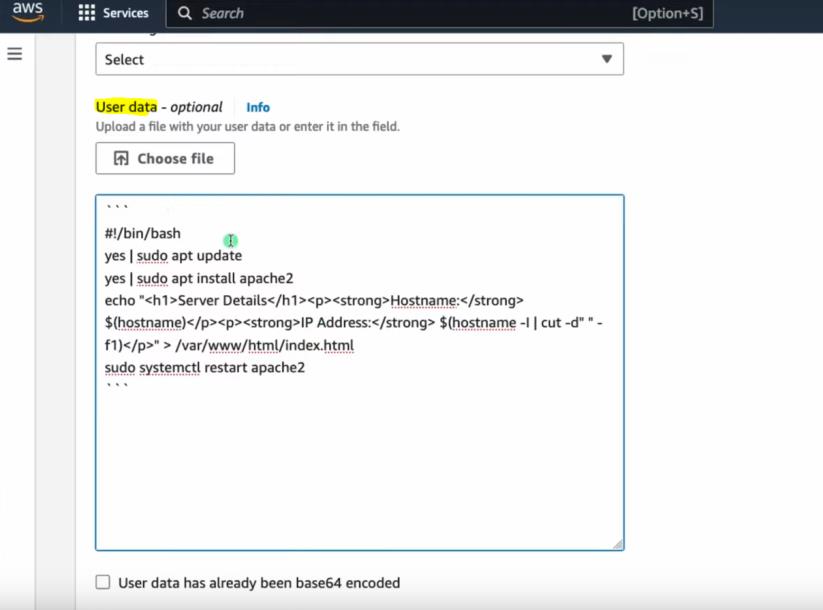 aws Services Search [Option+S]
Select
User data - optional Info
Upload a file with your user data or enter it in the field.
Choose file
```
#!/bin/bash
yes | sudo apt update
yes | sudo apt install apache2
echo "<h1>Server Details</h1><p><strong>Hostname:</strong>
$(hostname)</p><p><strong>IP Address:</strong> $(hostname -I | cut -d" " -
f1)</p>" > /var/www/html/index.html
sudo systemctl restart apache2
```
User data has already been base64 encoded